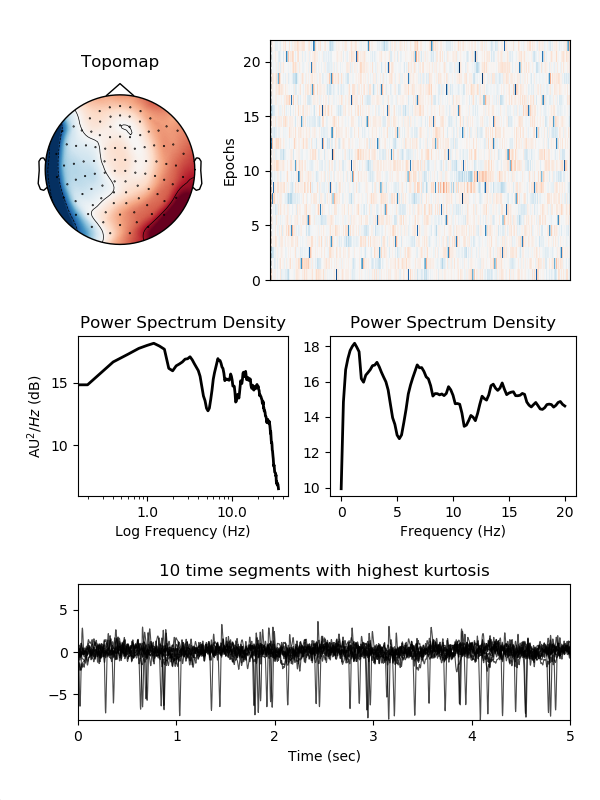 Topomap
Epochs
20
15
10
5
0
Power Spectrum Density
AU²/Hz (dB)
15
10
1.0 10.0
Log Frequency (Hz)
Power Spectrum Density
18
16
14
12
10
0 5 10 15 20
Frequency (Hz)
10 time segments with highest kurtosis
5
0
−5
0 1 2 3 4 5
Time (sec)